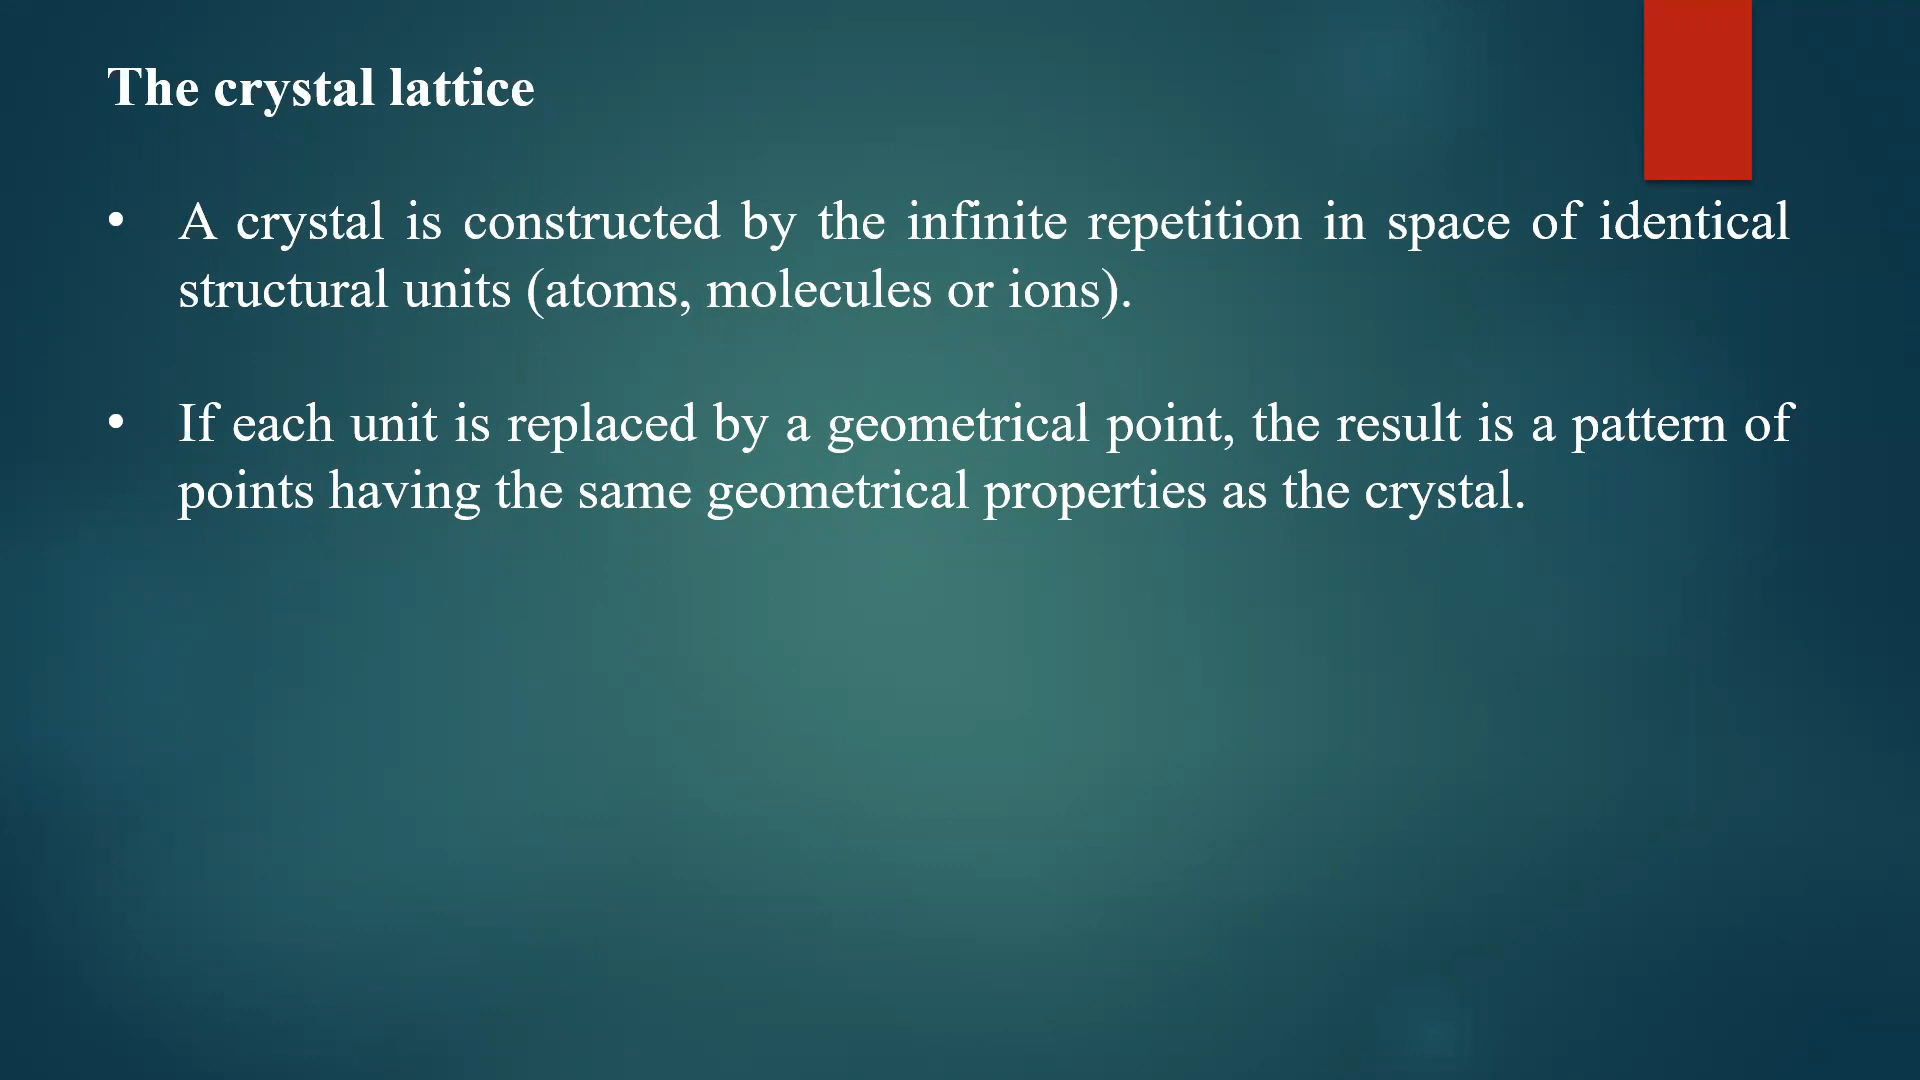 The crystal lattice
• A crystal is constructed by the infinite repetition in space of identical
structural units (atoms, molecules or ions).
• If each unit is replaced by a geometrical point, the result is a pattern of
points having the same geometrical properties as the crystal.